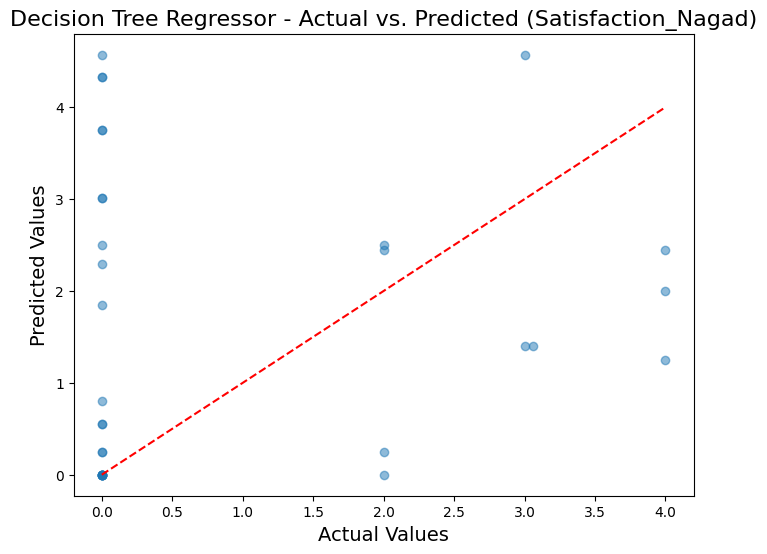 Decision Tree Regressor - Actual vs. Predicted (Satisfaction_Nagad)
Predicted Values
4
3
2
1
0
0.0 0.5 1.0 1.5 2.0 2.5 3.0 3.5 4.0
Actual Values